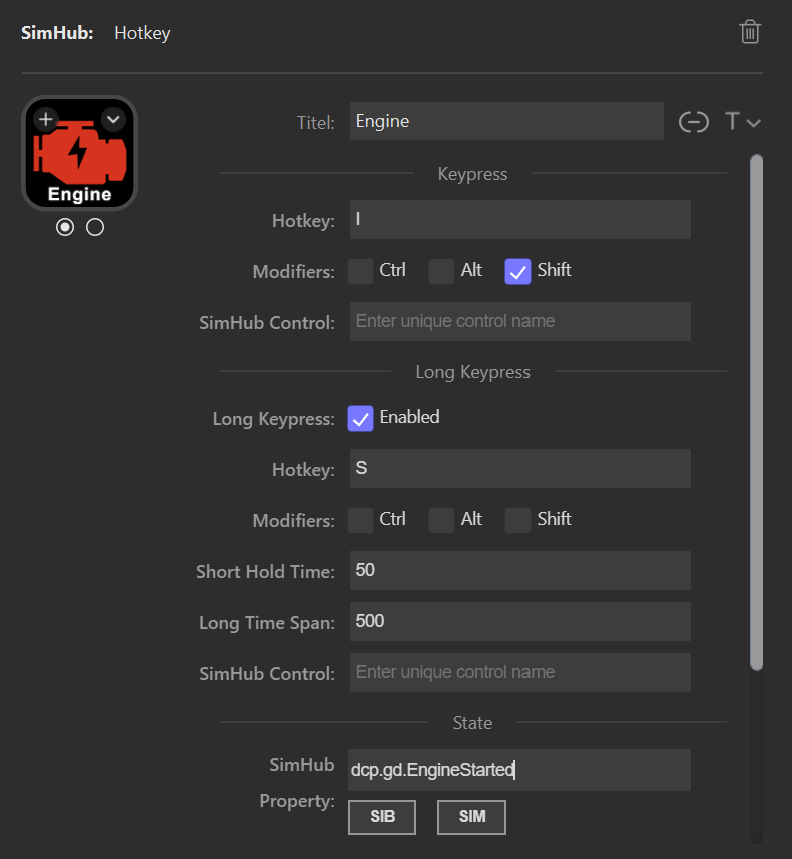 SimHub: Hotkey
Engine
Titel: Engine T
Keypress
Hotkey: I
Modifiers: Ctrl Alt Shift
SimHub Control: Enter unique control name
Long Keypress
Long Keypress: Enabled
Hotkey: S
Modifiers: Ctrl Alt Shift
Short Hold Time: 50
Long Time Span: 500
SimHub Control: Enter unique control name
State
SimHub
Property: dcp.gd.EngineStarted
SIB SIM